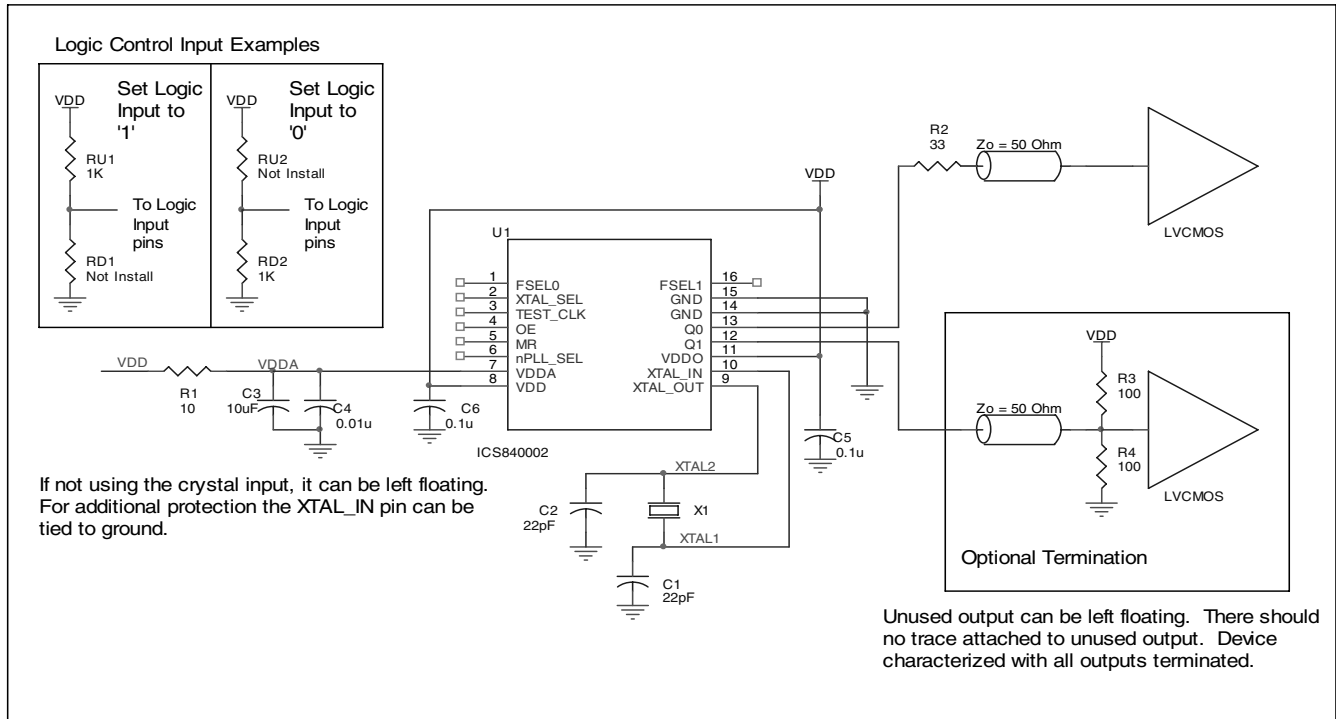 Logic Control Input Examples
Set Logic
Input to
'1'
VDD
RU1
1K
To Logic
Input
pins
RD1
Not Install
Set Logic
Input to
'0'
VDD
RU2
Not Install
To Logic
Input
pins
RD2
1K
VDD
R1
10
VDDA
C3
10uF
C4
0.01u
C6
0.1u
U1
1
2
3
4
5
6
7
8
FSEL0
XTAL_SEL
TEST_CLK
OE
MR
nPLL_SEL
VDDA
VDD
FSEL1
GND
GND
Q0
Q1
VDDO
XTAL_IN
XTAL_OUT
16
15
14
13
12
11
10
9
ICS840002
VDD
C5
0.1u
XTAL2
C2
22pF
X1
XTAL1
C1
22pF
R2
33
Zo = 50 Ohm
LVCMOS
VDD
R3
100
Zo = 50 Ohm
R4
100
LVCMOS
Optional Termination
If not using the crystal input, it can be left floating.
For additional protection the XTAL_IN pin can be
tied to ground.
Unused output can be left floating. There should
no trace attached to unused output. Device
characterized with all outputs terminated.